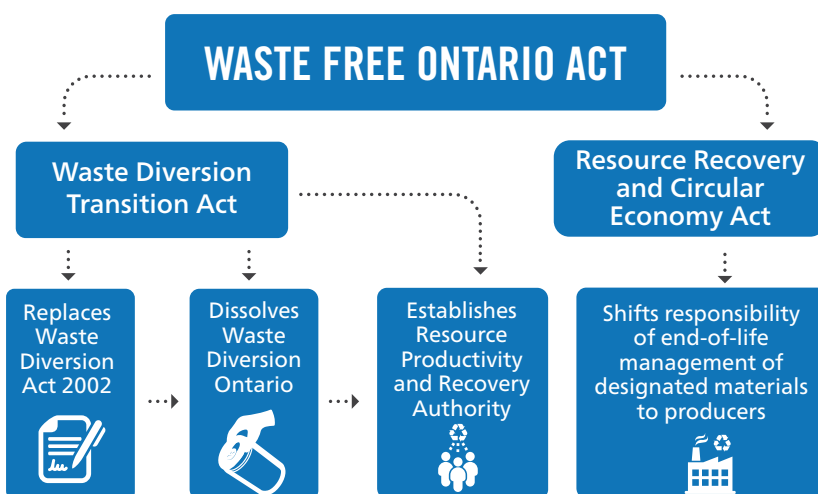 WASTE FREE ONTARIO ACT
Waste Diversion
Transition Act
Resource Recovery
and Circular
Economy Act
Replaces
Waste
Diversion
Act 2002
Dissolves
Waste
Diversion
Ontario
Establishes
Resource
Productivity
and Recovery
Authority
Shifts responsibility
of end-of-life
management of
designated materials
to producers